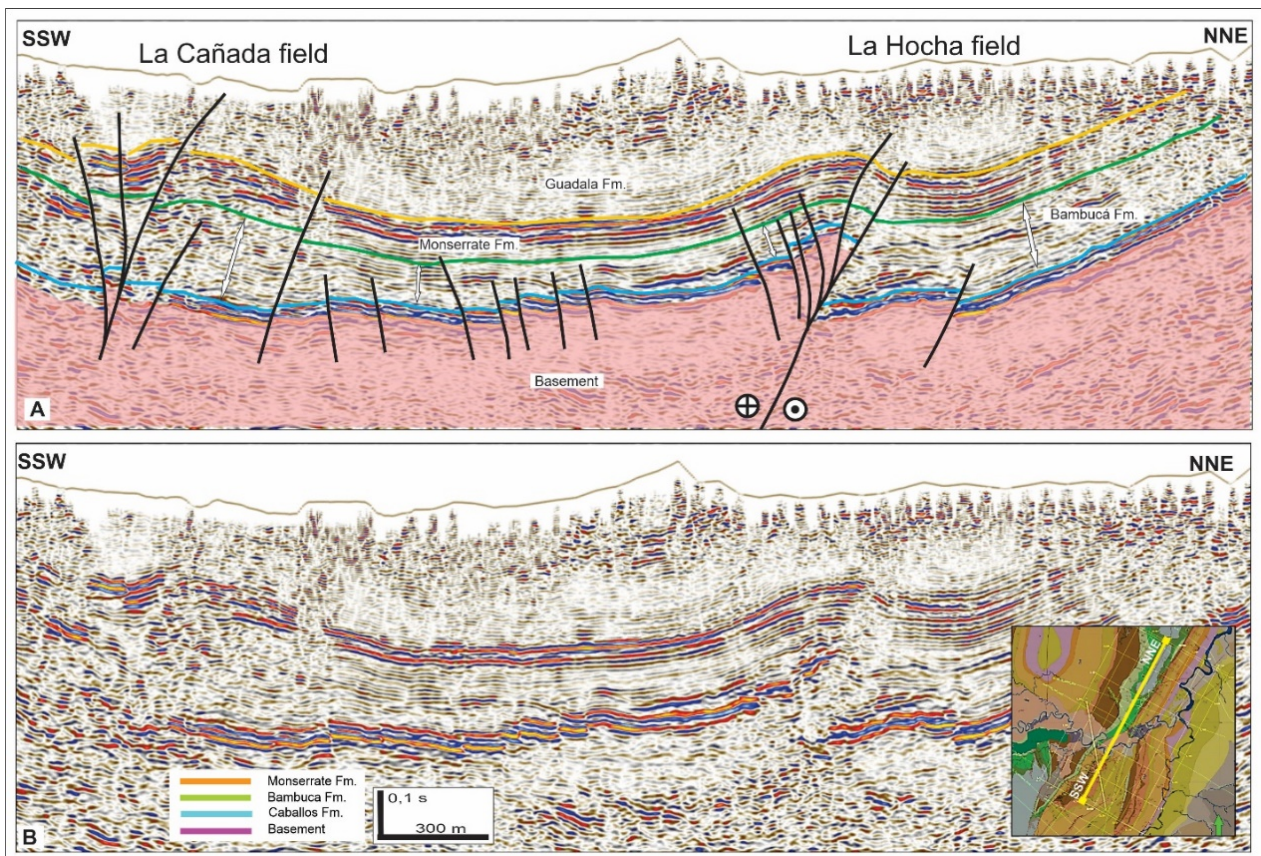 SSW
La Cañada field
La Hocha field
NNE
Guadala Fm.
Monserrate Fm.
Bambucá Fm.
Basement
A
SSW
NNE
NNE
SSW
Monserrate Fm.
Bambuca Fm.
Caballos Fm.
Basement
0,1 s
300 m
B